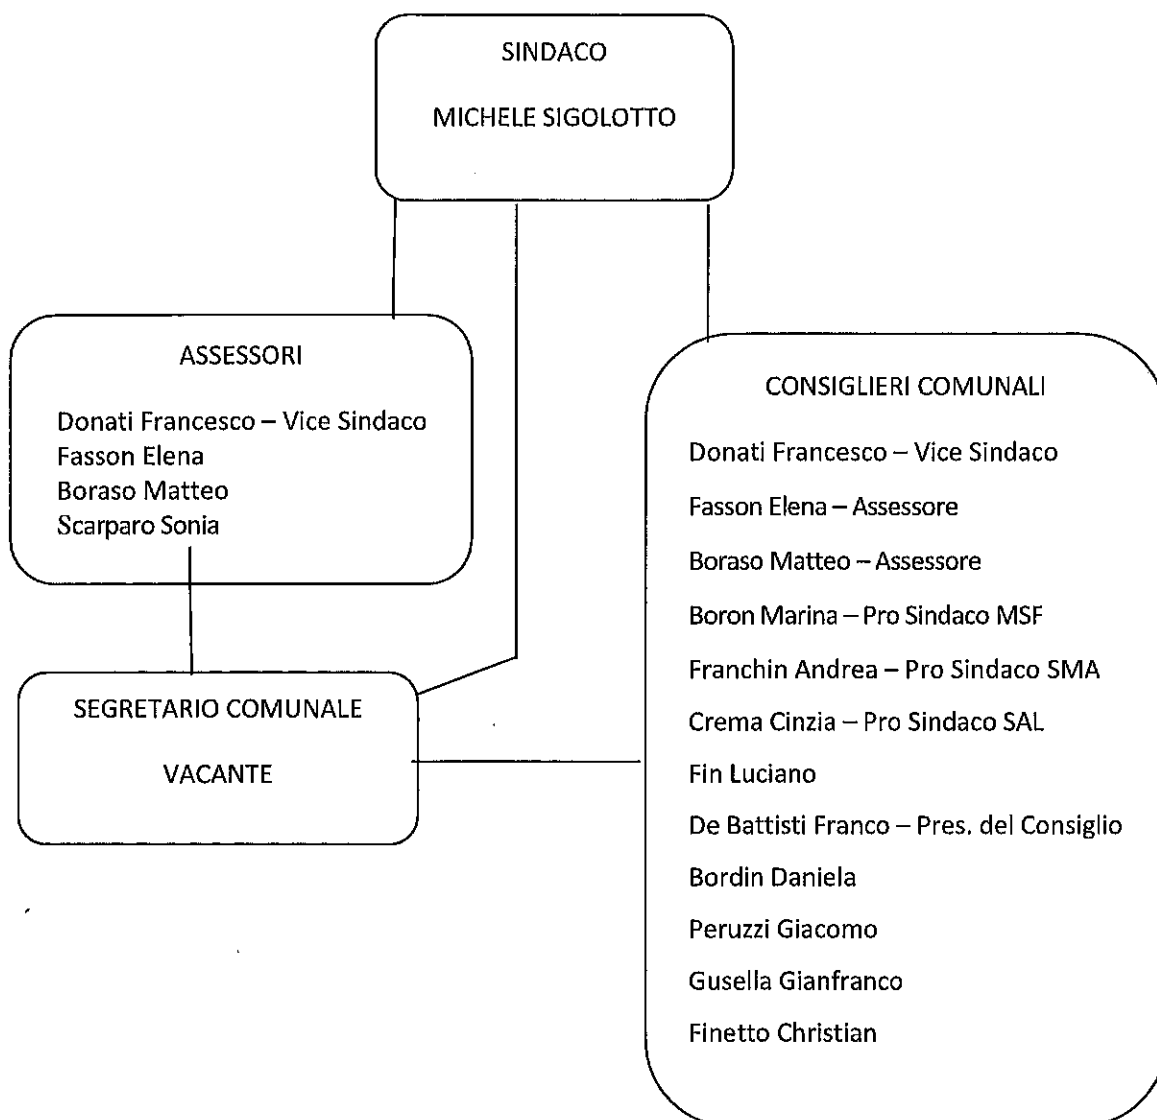 SINDACO
MICHELE SIGOLOTTO
ASSESSORI
Donati Francesco – Vice Sindaco
Fasson Elena
Boraso Matteo
Scarparo Sonia
SEGRETARIO COMUNALE
VACANTE
CONSIGLIERI COMUNALI
Donati Francesco – Vice Sindaco
Fasson Elena – Assessore
Boraso Matteo – Assessore
Boron Marina – Pro Sindaco MSF
Franchin Andrea – Pro Sindaco SMA
Crema Cinzia – Pro Sindaco SAL
Fin Luciano
De Battisti Franco – Pres. del Consiglio
Bordin Daniela
Peruzzi Giacomo
Gusella Gianfranco
Finetto Christian